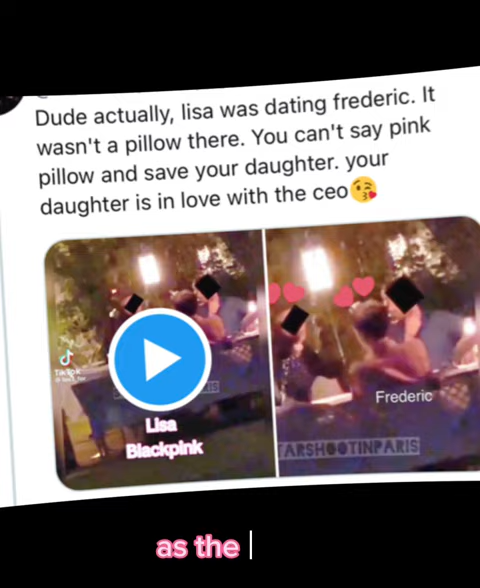 Dude actually, lisa was dating frederic. It
wasn't a pillow there. You can't say pink
pillow and save your daughter. your
daughter is in love with the ceo😘
TikTok
Lisa
Blackpink
Frederic
TARSHOOTINPARIS
as the